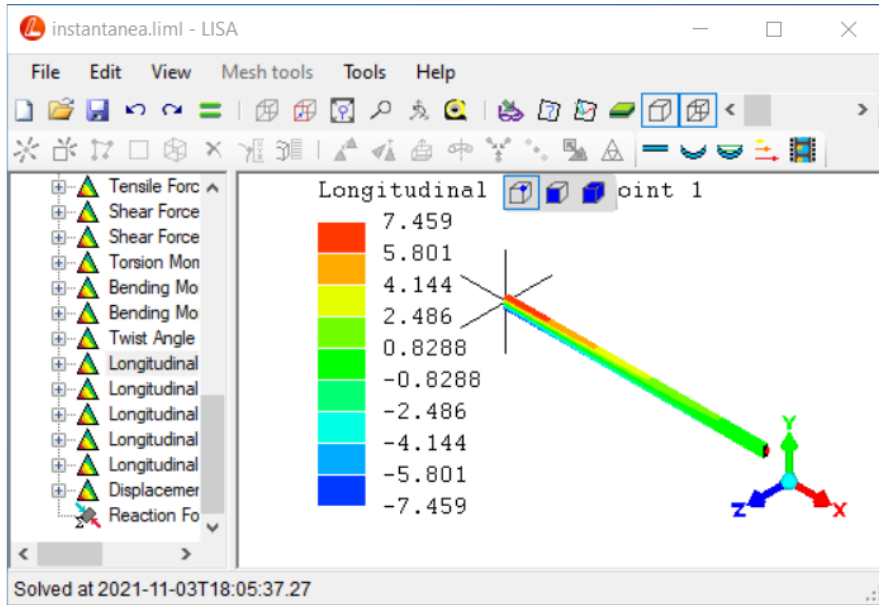 instantanea.liml - LISA
File Edit View Mesh tools Tools Help
Tensile Forc
Shear Force
Shear Force
Torsion Mon
Bending Mo
Bending Mo
Twist Angle
Longitudinal
Longitudinal
Longitudinal
Longitudinal
Longitudinal
Displacemer
Reaction Fo
Longitudinal oint 1
7.459
5.801
4.144
2.486
0.8288
-0.8288
-2.486
-4.144
-5.801
-7.459
Y
Z X
Solved at 2021-11-03T18:05:37.27